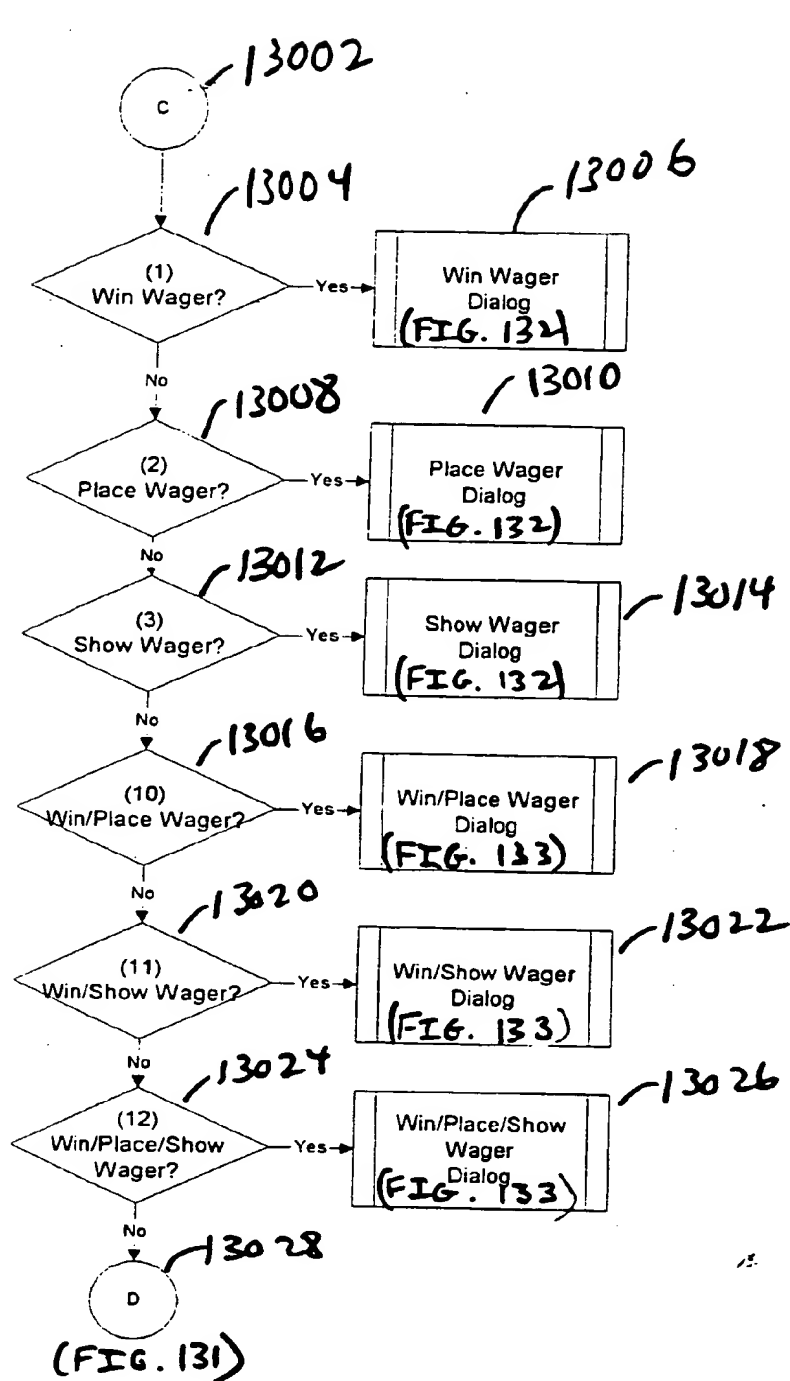 13002
C
13004
13006
(1)
Win Wager?
Yes
Win Wager
Dialog
(FIG. 132)
No
13008
13010
(2)
Place Wager?
Yes
Place Wager
Dialog
(FIG. 132)
No
13012
13014
(3)
Show Wager?
Yes
Show Wager
Dialog
(FIG. 132)
No
13016
13018
(10)
Win/Place Wager?
Yes
Win/Place Wager
Dialog
(FIG. 133)
No
13020
13022
(11)
Win/Show Wager?
Yes
Win/Show Wager
Dialog
(FIG. 133)
No
13024
13026
(12)
Win/Place/Show
Wager?
Yes
Win/Place/Show
Wager
Dialog
(FIG. 133)
No
13028
D
(FIG. 131)